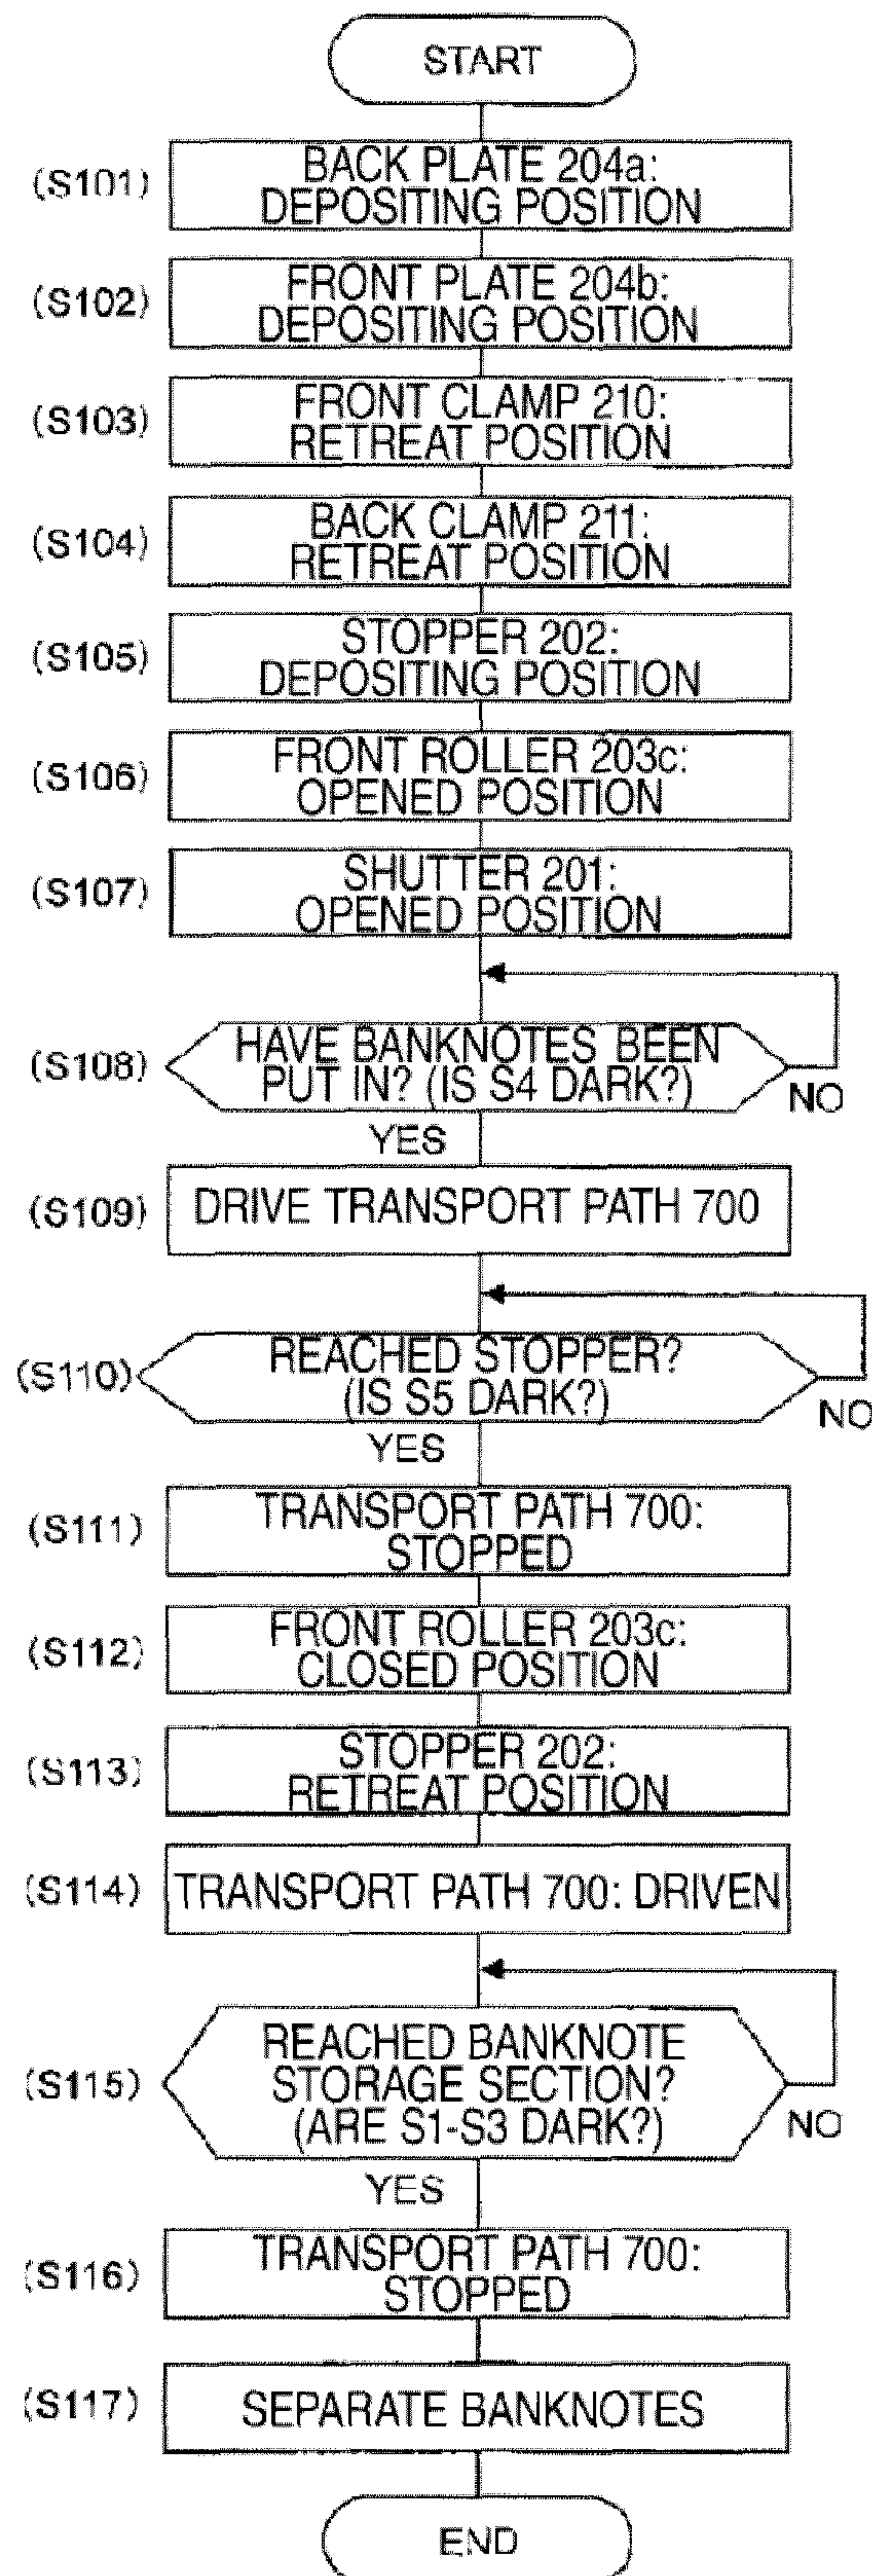 START
(S101)
BACK PLATE 204a:
DEPOSITING POSITION
(S102)
FRONT PLATE 204b:
DEPOSITING POSITION
(S103)
FRONT CLAMP 210:
RETREAT POSITION
(S104)
BACK CLAMP 211:
RETREAT POSITION
(S105)
STOPPER 202:
DEPOSITING POSITION
(S106)
FRONT ROLLER 203c:
OPENED POSITION
(S107)
SHUTTER 201:
OPENED POSITION
(S108)
HAVE BANKNOTES BEEN
PUT IN? (IS S4 DARK?)
NO
YES
(S109)
DRIVE TRANSPORT PATH 700
(S110)
REACHED STOPPER?
(IS S5 DARK?)
NO
YES
(S111)
TRANSPORT PATH 700:
STOPPED
(S112)
FRONT ROLLER 203c:
CLOSED POSITION
(S113)
STOPPER 202:
RETREAT POSITION
(S114)
TRANSPORT PATH 700: DRIVEN
(S115)
REACHED BANKNOTE
STORAGE SECTION?
(ARE S1-S3 DARK?)
NO
YES
(S116)
TRANSPORT PATH 700:
STOPPED
(S117)
SEPARATE BANKNOTES
END